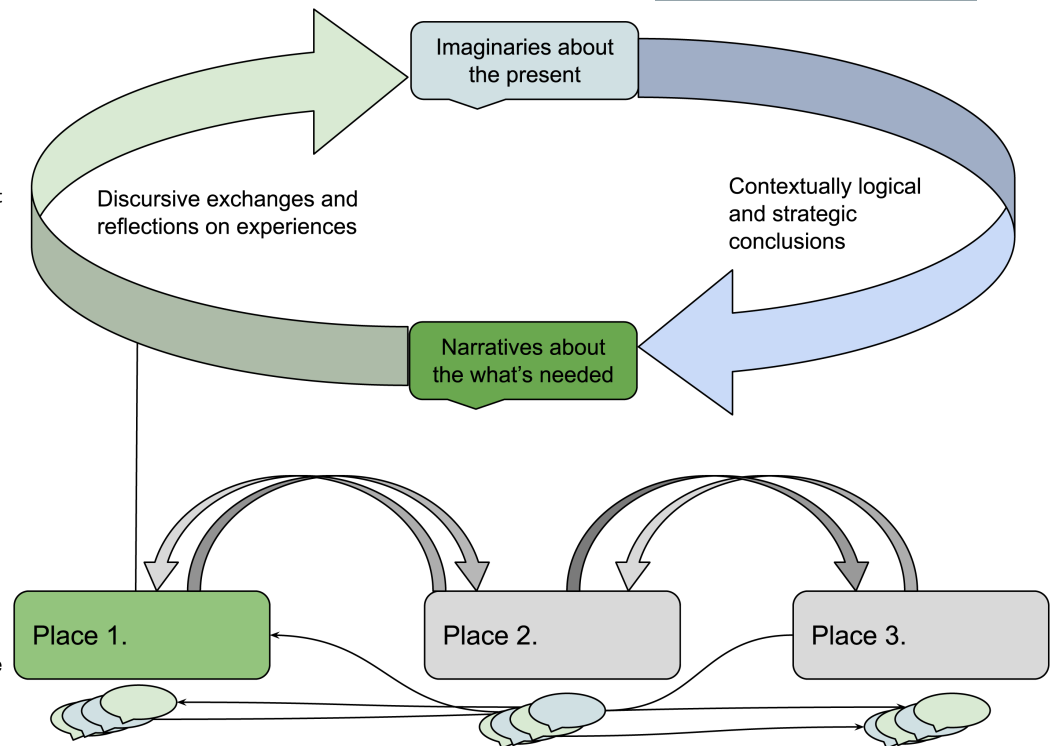 Imaginaries about
the present
Discursive exchanges and
reflections on experiences
Contextually logical
and strategic
conclusions
Narratives about
the what's needed
Place 1.
Place 2.
Place 3.